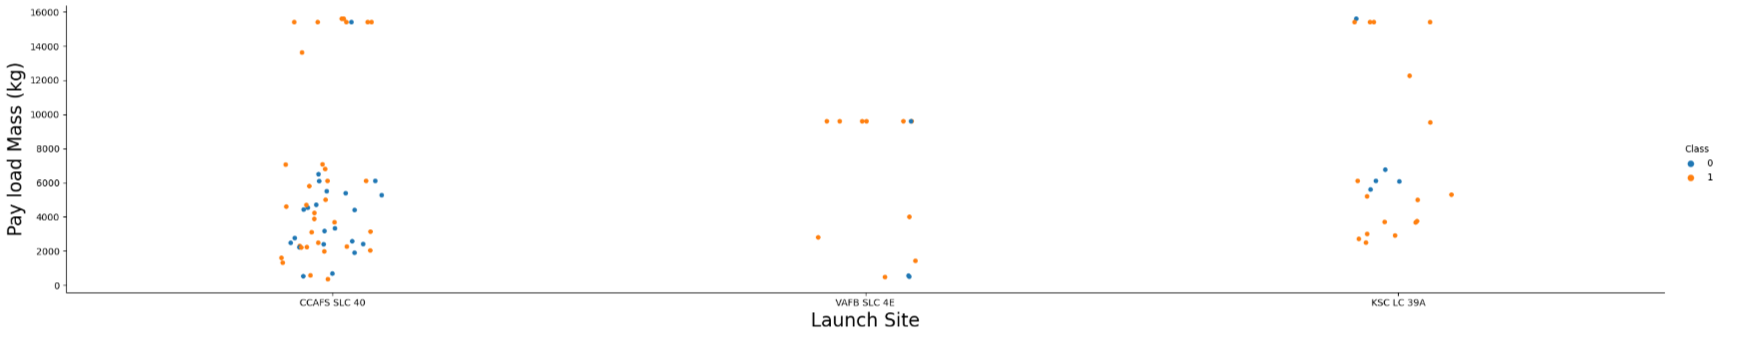 16000
14000
12000
10000
8000
6000
4000
2000
0
Pay load Mass (kg)
CCAFS SLC 40
VAFB SLC 4E
KSC LC 39A
Launch Site
Class
0
1